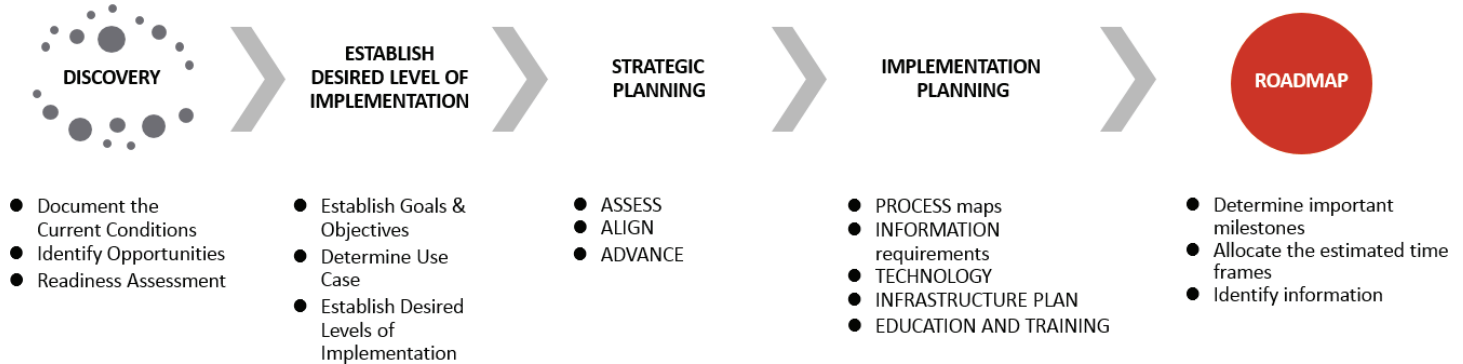 DISCOVERY
ESTABLISH
DESIRED LEVEL OF
IMPLEMENTATION
STRATEGIC
PLANNING
IMPLEMENTATION
PLANNING
ROADMAP
● Document the
Current Conditions
● Identify Opportunities
● Readiness Assessment
● Establish Goals &
Objectives
● Determine Use
Case
● Establish Desired
Levels of
Implementation
● ASSESS
● ALIGN
● ADVANCE
● PROCESS maps
● INFORMATION
requirements
● TECHNOLOGY
● INFRASTRUCTURE PLAN
● EDUCATION AND TRAINING
● Determine important
milestones
● Allocate the estimated time
frames
● Identify information